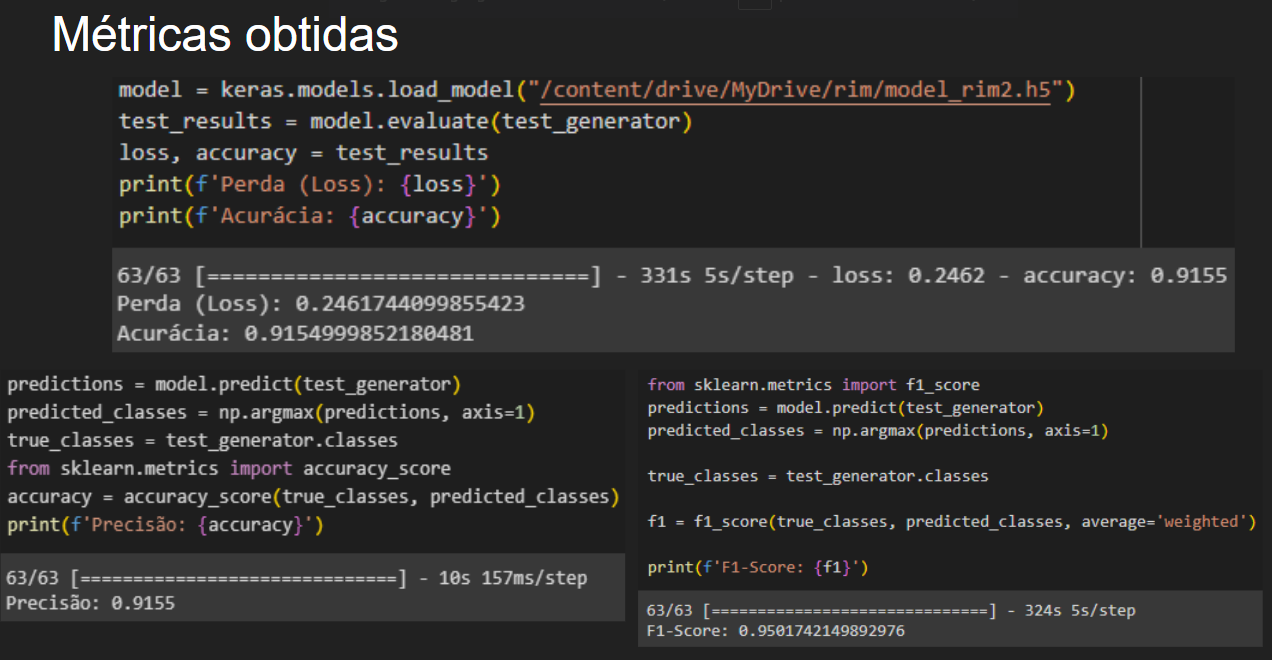 Métricas obtidas
model = keras.models.load_model("/content/drive/MyDrive/rim/model_rim2.h5")
test_results = model.evaluate(test_generator)
loss, accuracy = test_results
print(f'Perda (Loss): {loss}')
print(f'Acurácia: {accuracy}')
63/63 [==============================] - 331s 5s/step - loss: 0.2462 - accuracy: 0.9155
Perda (Loss): 0.2461744099855423
Acurácia: 0.9154999852180481
predictions = model.predict(test_generator)
predicted_classes = np.argmax(predictions, axis=1)
true_classes = test_generator.classes
from sklearn.metrics import accuracy_score
accuracy = accuracy_score(true_classes, predicted_classes)
print(f'Precisão: {accuracy}')
63/63 [==============================] - 10s 157ms/step
Precisão: 0.9155
from sklearn.metrics import f1_score
predictions = model.predict(test_generator)
predicted_classes = np.argmax(predictions, axis=1)
true_classes = test_generator.classes
f1 = f1_score(true_classes, predicted_classes, average='weighted')
print(f'F1-Score: {f1}')
63/63 [==============================] - 324s 5s/step
F1-Score: 0.9501742149892976